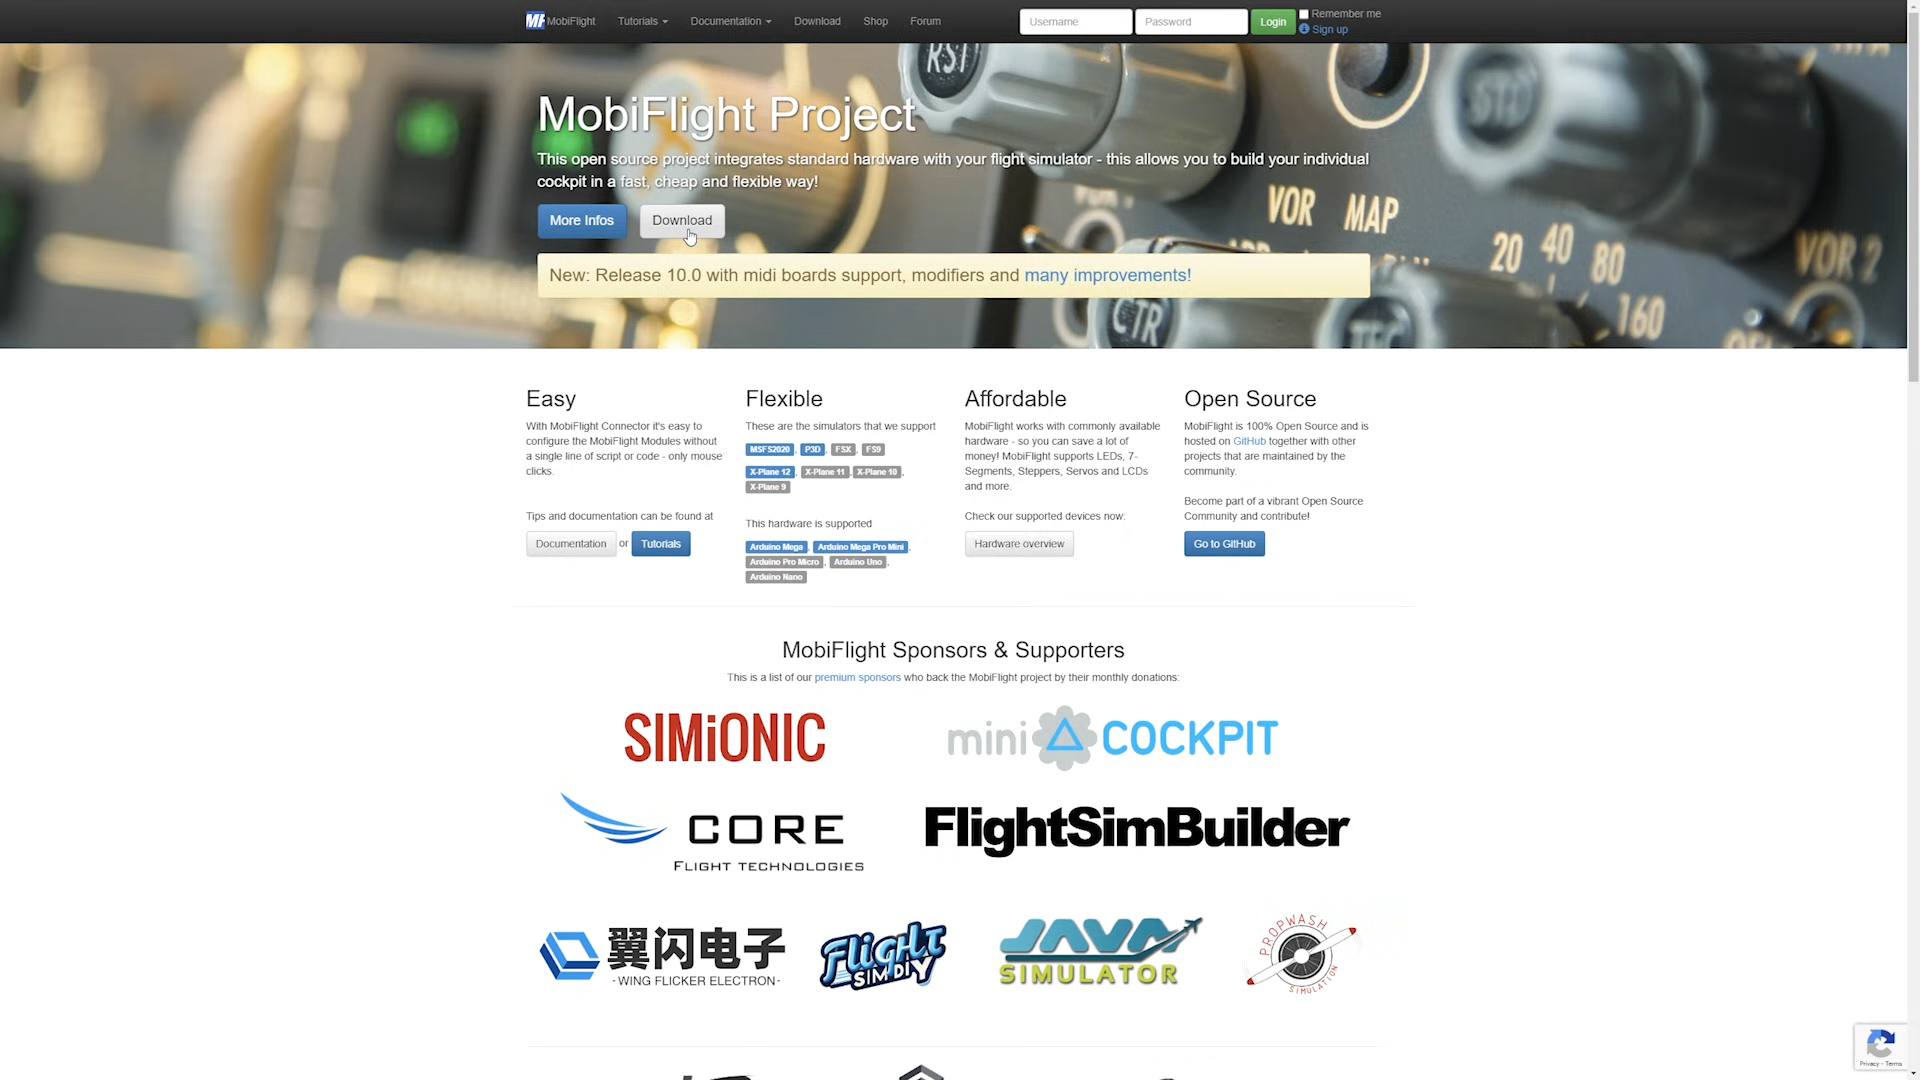 MobiFlight Tutorials Documentation Download Shop Forum Username Password Login Remember me
Sign up
RST
STD
MobiFlight Project
This open source project integrates standard hardware with your flight simulator - this allows you to build your individual
cockpit in a fast, cheap and flexible way!
More Infos Download
VOR MAP
20 40 80
VOR 2
160
CTR
New: Release 10.0 with midi boards support, modifiers and many improvements!
Easy
With MobiFlight Connector it's easy to
configure the MobiFlight Modules without
a single line of script or code - only mouse
clicks.
Tips and documentation can be found at
Documentation or Tutorials
Flexible
These are the simulators that we support
MSFS2020, P3D, FSX, FS9
X-Plane 12, X-Plane 11, X-Plane 10,
X-Plane 9
This hardware is supported
Arduino Mega, Arduino Mega Pro Mini,
Arduino Pro Micro, Arduino Uno,
Arduino Nano
Affordable
MobiFlight works with commonly available
hardware - so you can save a lot of
money! MobiFlight supports LEDs, 7-
Segments, Steppers, Servos and LCDs
and more.
Check our supported devices now:
Hardware overview
Open Source
MobiFlight is 100% Open Source and is
hosted on GitHub together with other
projects that are maintained by the
community.
Become part of a vibrant Open Source
Community and contribute!
Go to GitHub
MobiFlight Sponsors & Supporters
This is a list of our premium sponsors who back the MobiFlight project by their monthly donations:
SIMiONIC
mini COCKPIT
CORE
FLIGHT TECHNOLOGIES
FlightSimBuilder
翼闪电子
-WING FLICKER ELECTRON-
Flight
SIM DIY
JAVA
SIMULATOR
PROPWASH
SIMULATION
Privacy - Terms